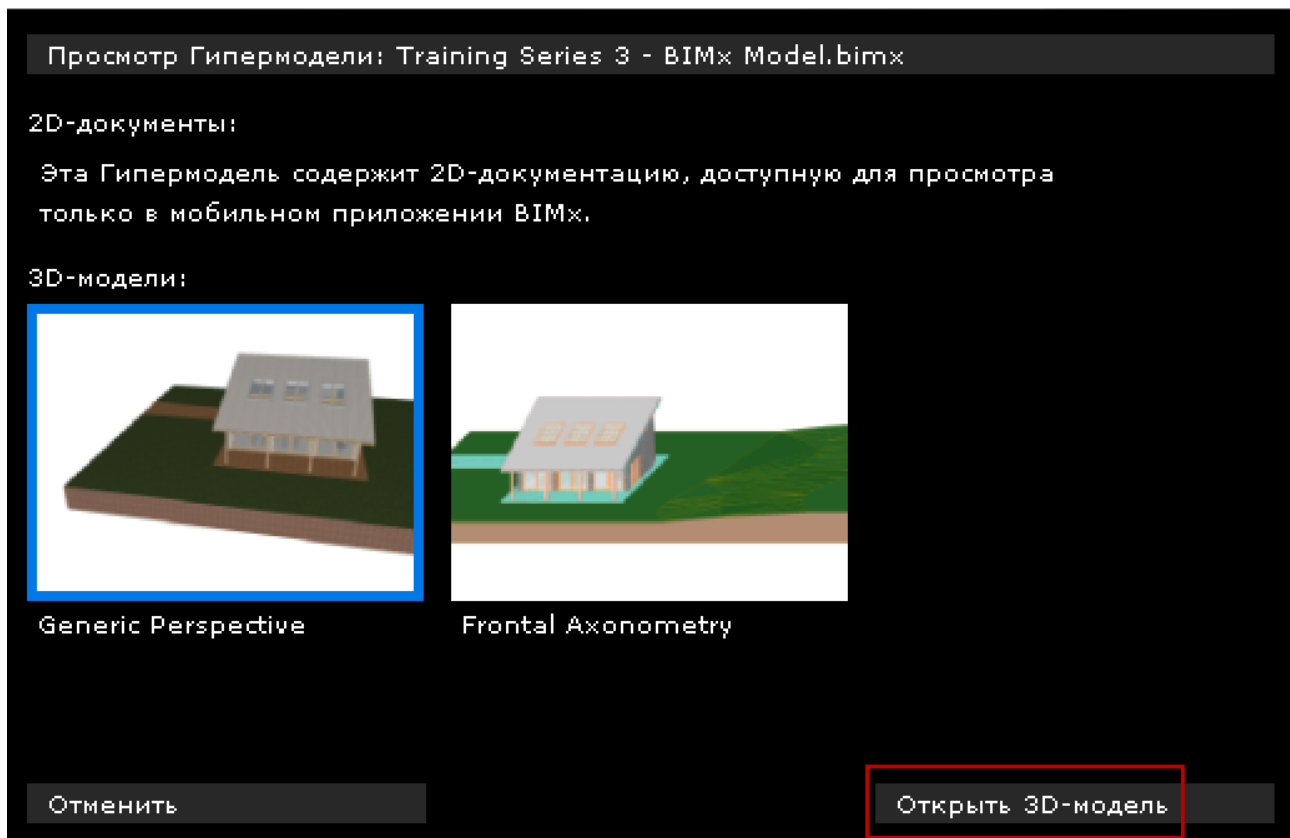 Просмотр Гипермодели: Training Series 3 - BIMx Model.bimx
2D-документы:
Эта Гипермодель содержит 2D-документацию, доступную для просмотра
только в мобильном приложении BIMx.
3D-модели:
Generic Perspective
Frontal Axonometry
Отменить
Открыть 3D-модель